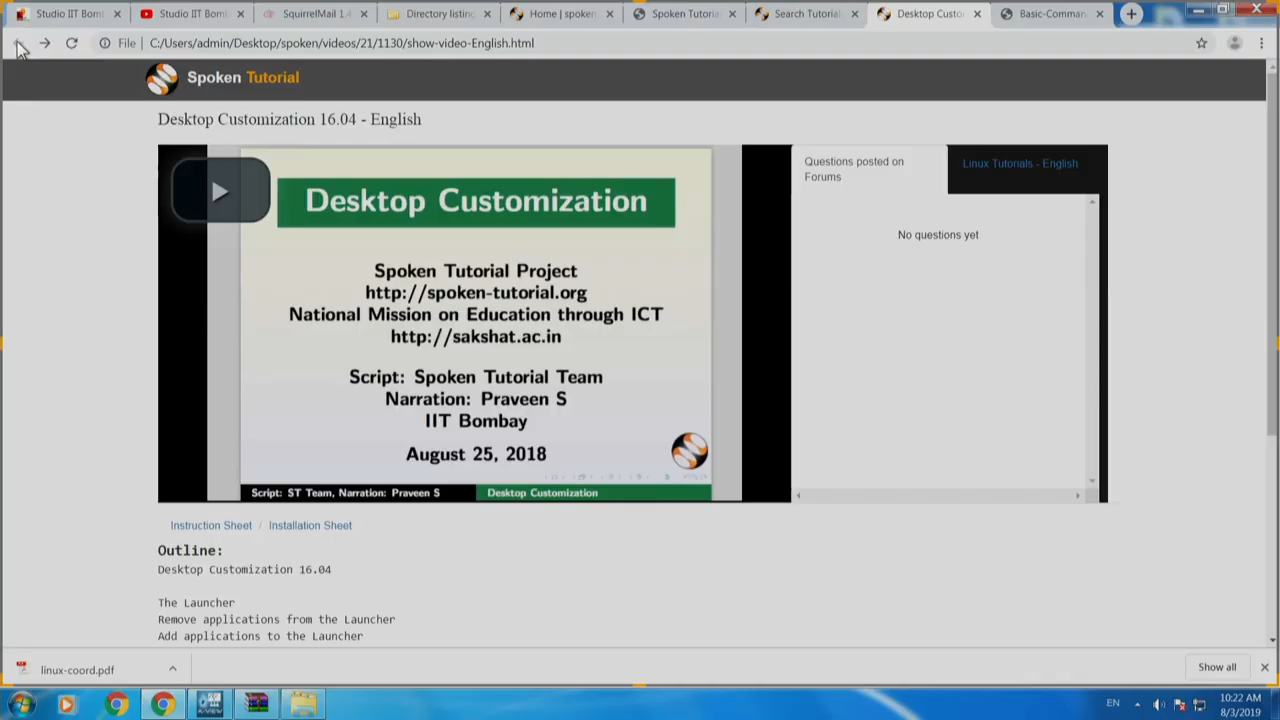 Studio IIT Bom
Studio IIT Bom
SquirrelMail 1.4
Directory listing
Home | spoken
Spoken Tutoria
Search Tutorial
Desktop Custom
Basic-Comman
File | C:/Users/admin/Desktop/spoken/videos/21/1130/show-video-English.html
Spoken Tutorial
Desktop Customization 16.04 - English
Desktop Customization
Spoken Tutorial Project
http://spoken-tutorial.org
National Mission on Education through ICT
http://sakshat.ac.in
Script: Spoken Tutorial Team
Narration: Praveen S
IIT Bombay
August 25, 2018
Script: ST Team, Narration: Praveen S
Desktop Customization
Questions posted on
Forums
Linux Tutorials - English
No questions yet
Instruction Sheet / Installation Sheet
Outline:
Desktop Customization 16.04
The Launcher
Remove applications from the Launcher
Add applications to the Launcher
linux-coord.pdf
Show all
K-VIEW
EN
10:22 AM
8/3/2019